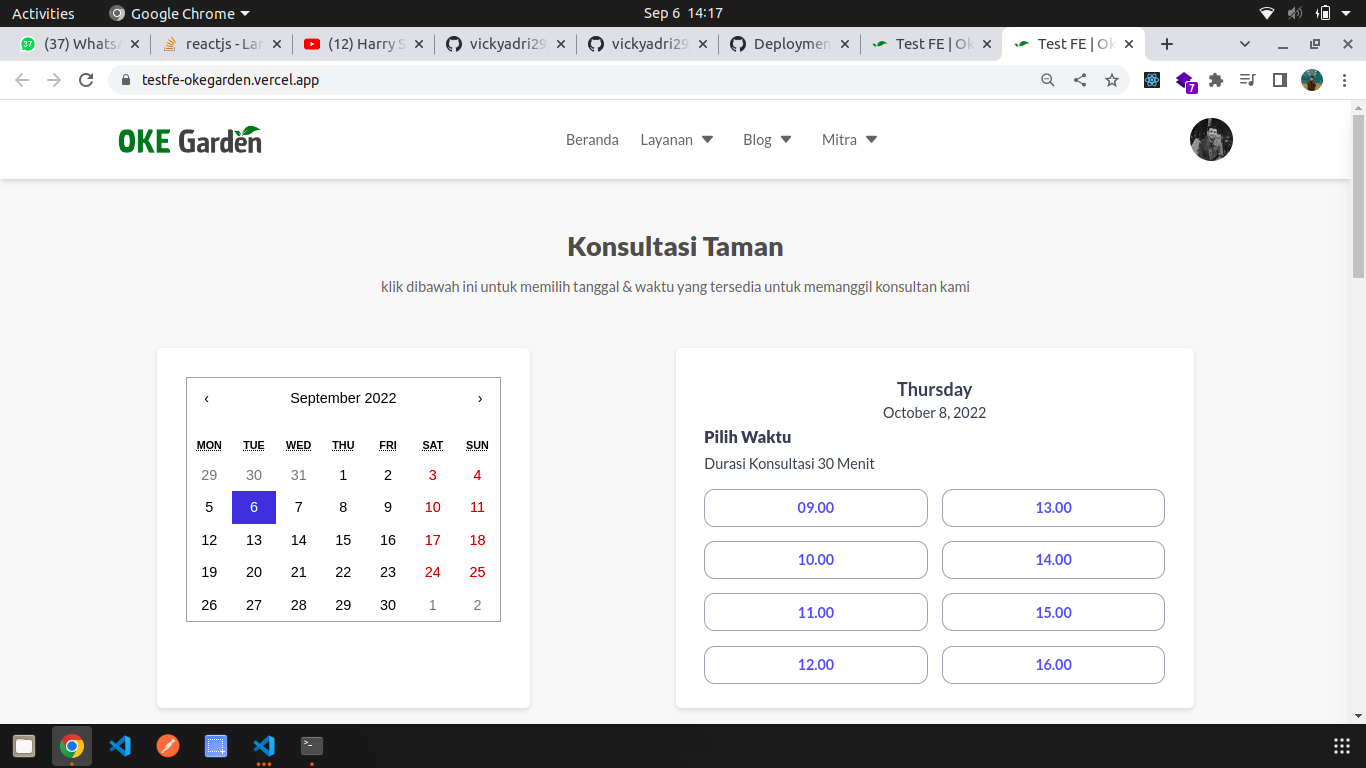 Activities Google Chrome Sep 6 14:17
(37) Whats reactjs - Lar (12) Harry S vickyadri29 vickyadri29 Deploymen Test FE | Ok Test FE | Ok
testfe-okegarden.vercel.app 7
OKE Garden Beranda Layanan Blog Mitra
Konsultasi Taman
klik dibawah ini untuk memilih tanggal & waktu yang tersedia untuk memanggil konsultan kami
‹ September 2022 ›
MON TUE WED THU FRI SAT SUN
29 30 31 1 2 3 4
5 6 7 8 9 10 11
12 13 14 15 16 17 18
19 20 21 22 23 24 25
26 27 28 29 30 1 2
Thursday
October 8, 2022
Pilih Waktu
Durasi Konsultasi 30 Menit
09.00 13.00
10.00 14.00
11.00 15.00
12.00 16.00